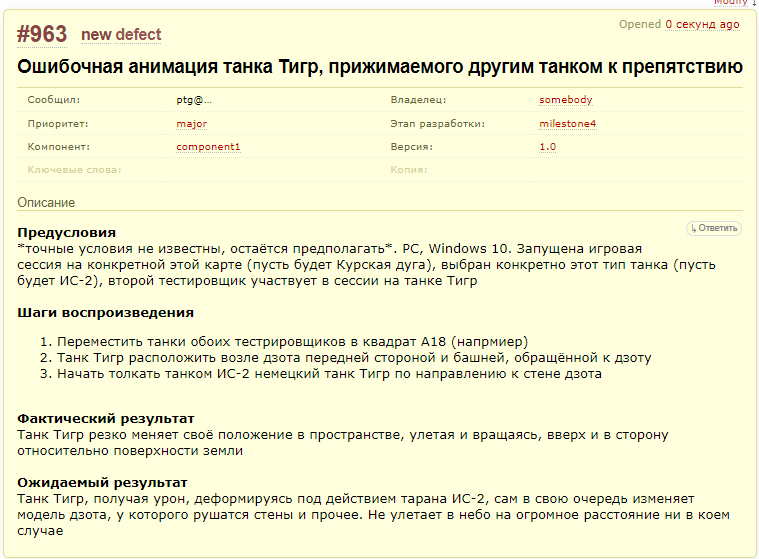 Modify ↓
#963 new defect
Opened 0 секунд ago
Ошибочная анимация танка Тигр, прижимаемого другим танком к препятствию
Сообщил: ptg@… Владелец: somebody
Приоритет: major Этап разработки: milestone4
Компонент: component1 Версия: 1.0
Ключевые слова: Копия:
Описание
↳ Ответить
Предусловия
*точные условия не известны, остаётся предполагать*. PC, Windows 10. Запущена игровая
сессия на конкретной этой карте (пусть будет Курская дуга), выбран конкретно этот тип танка (пусть
будет ИС-2), второй тестировщик участвует в сессии на танке Тигр
Шаги воспроизведения
1. Переместить танки обоих тестрировщиков в квадрат А18 (напрмиер)
2. Танк Тигр расположить возле дзота передней стороной и башней, обращённой к дзоту
3. Начать толкать танком ИС-2 немецкий танк Тигр по направлению к стене дзота
Фактический результат
Танк Тигр резко меняет своё положение в пространстве, улетая и вращаясь, вверх и в сторону
относительно поверхности земли
Ожидаемый результат
Танк Тигр, получая урон, деформируясь под действием тарана ИС-2, сам в свою очередь изменяет
модель дзота, у которого рушатся стены и прочее. Не улетает в небо на огромное расстояние ни в коем
случае